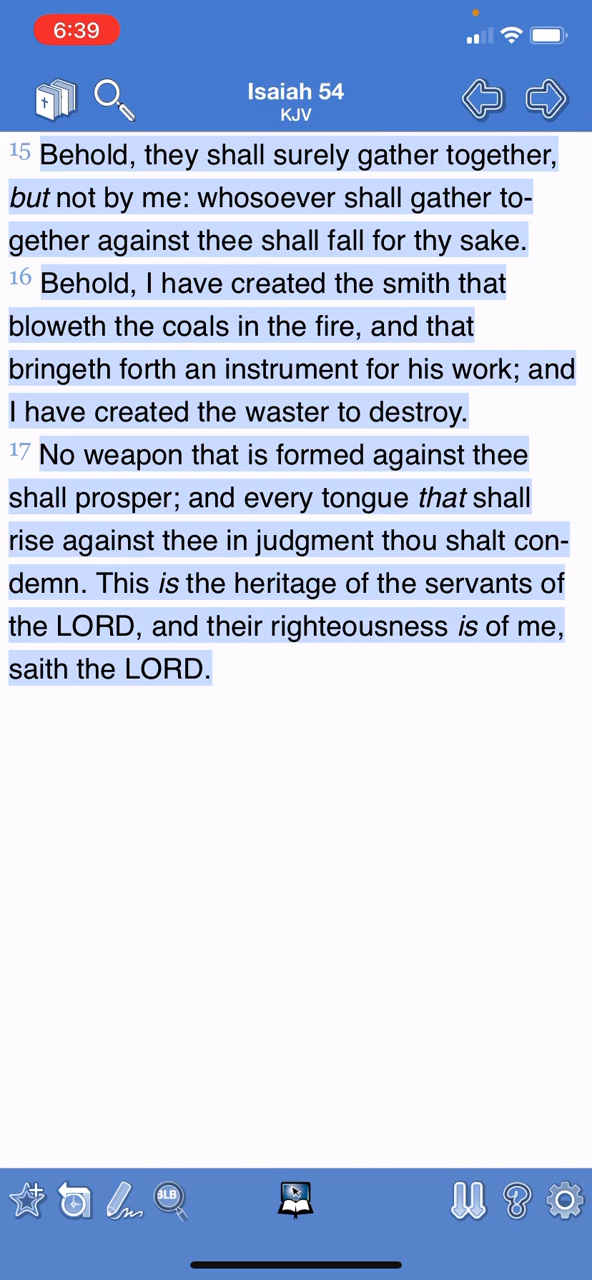 6:39
Isaiah 54
KJV
15 Behold, they shall surely gather together,
but not by me: whosoever shall gather to-
gether against thee shall fall for thy sake.
16 Behold, I have created the smith that
bloweth the coals in the fire, and that
bringeth forth an instrument for his work; and
I have created the waster to destroy.
17 No weapon that is formed against thee
shall prosper; and every tongue that shall
rise against thee in judgment thou shalt con-
demn. This is the heritage of the servants of
the LORD, and their righteousness is of me,
saith the LORD.
BLB